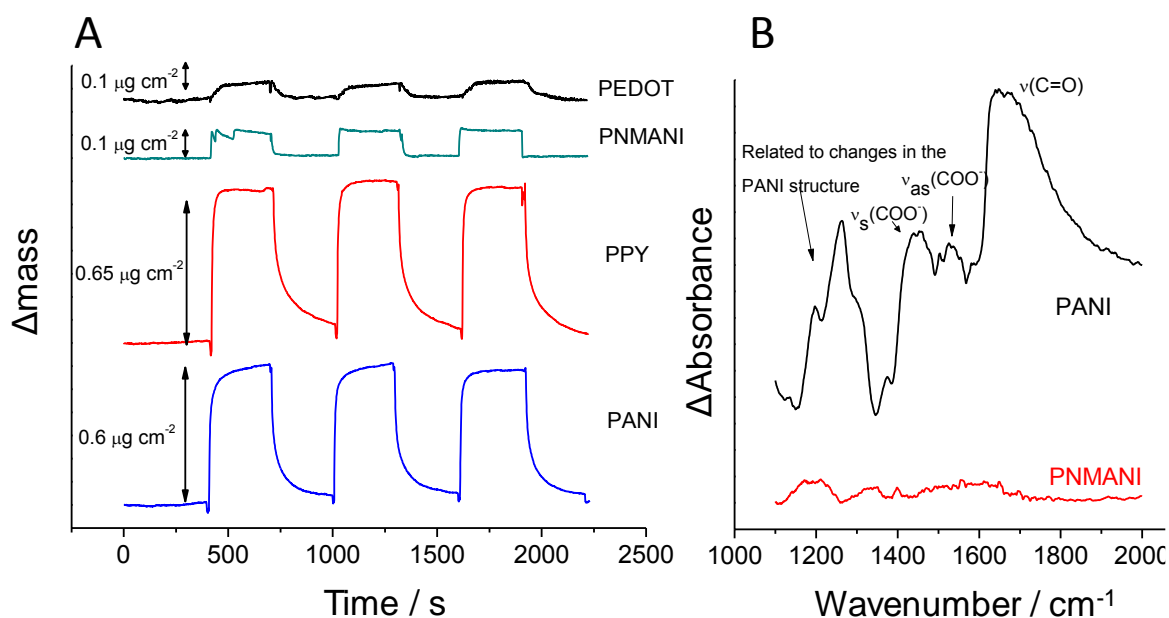 A
0.1 μg cm-2
PEDOT
0.1 μg cm-2
PNMANI
PPY
0.65 μg cm-2
PANI
0.6 μg cm-2
Δmass
0 500 1000 1500 2000 2500
Time / s
B
ν(C=O)
Related to changes in the
PANI structure
νas(COO-)
νs(COO-)
PANI
PNMANI
ΔAbsorbance
1000 1200 1400 1600 1800 2000
Wavenumber / cm-1